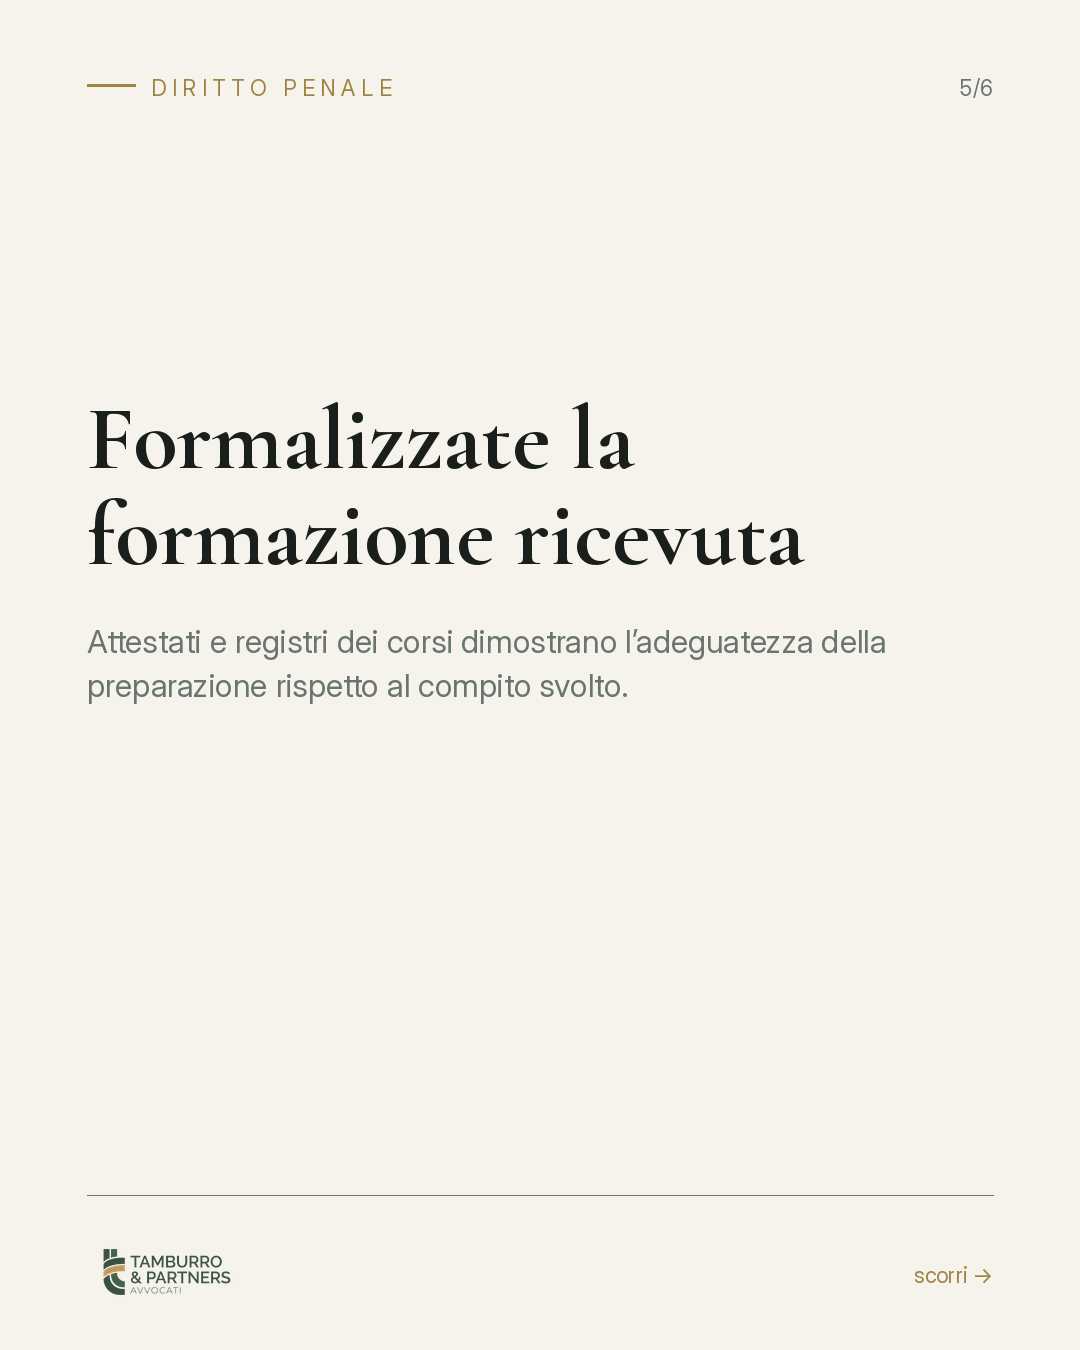 DIRITTO PENALE
5/6
Formalizzate la
formazione ricevuta
Attestati e registri dei corsi dimostrano l’adeguatezza della
preparazione rispetto al compito svolto.
TAMBURRO
& PARTNERS
AVVOCATI
scorri →